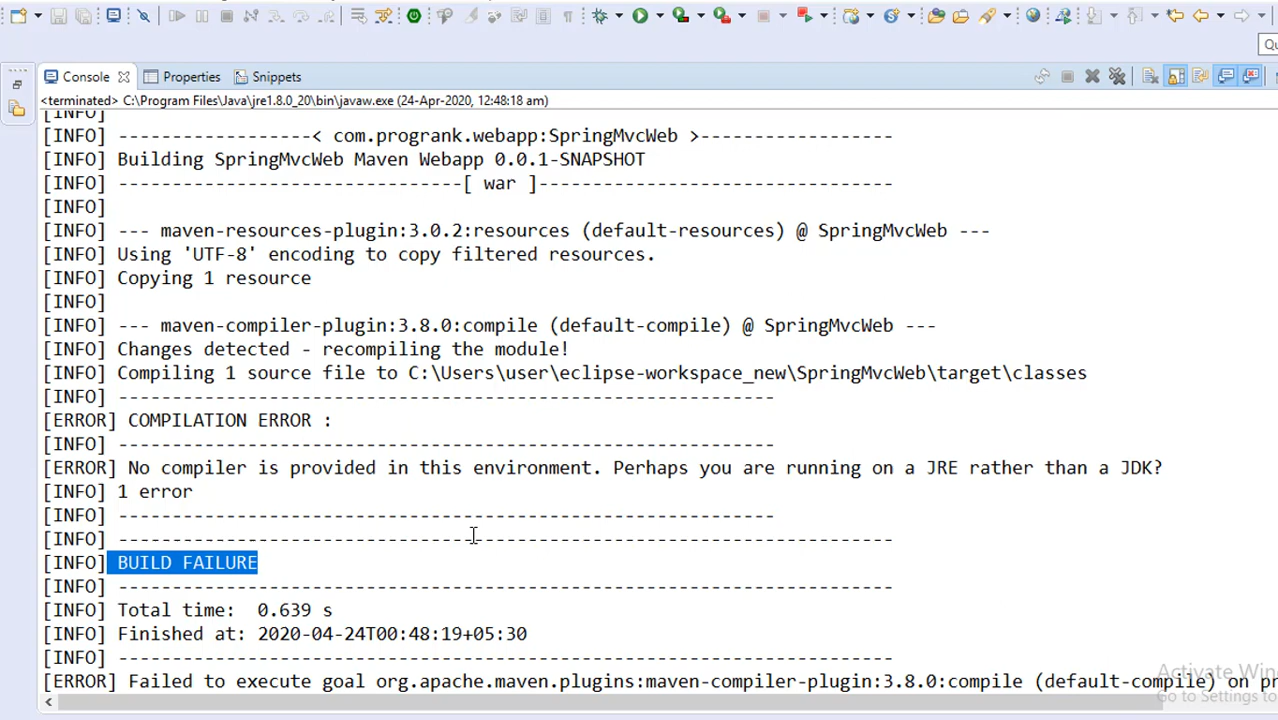 Qu
Console
Properties
Snippets
<terminated> C:\Program Files\Java\jre1.8.0_20\bin\javaw.exe (24-Apr-2020, 12:48:18 am)
[INFO]
[INFO] ------------------< com.progrank.webapp:SpringMvcWeb >------------------
[INFO] Building SpringMvcWeb Maven Webapp 0.0.1-SNAPSHOT
[INFO] --------------------------------[ war ]---------------------------------
[INFO]
[INFO] --- maven-resources-plugin:3.0.2:resources (default-resources) @ SpringMvcWeb ---
[INFO] Using 'UTF-8' encoding to copy filtered resources.
[INFO] Copying 1 resource
[INFO]
[INFO] --- maven-compiler-plugin:3.8.0:compile (default-compile) @ SpringMvcWeb ---
[INFO] Changes detected - recompiling the module!
[INFO] Compiling 1 source file to C:\Users\user\eclipse-workspace_new\SpringMvcWeb\target\classes
[INFO] -------------------------------------------------------------
[ERROR] COMPILATION ERROR :
[INFO] -------------------------------------------------------------
[ERROR] No compiler is provided in this environment. Perhaps you are running on a JRE rather than a JDK?
[INFO] 1 error
[INFO] -------------------------------------------------------------
[INFO] ------------------------------------------------------------------------
[INFO] BUILD FAILURE
[INFO] ------------------------------------------------------------------------
[INFO] Total time:  0.639 s
[INFO] Finished at: 2020-04-24T00:48:19+05:30
[INFO] ------------------------------------------------------------------------
[ERROR] Failed to execute goal org.apache.maven.plugins:maven-compiler-plugin:3.8.0:compile (default-compile) on pr
Activate Win
Go to Settings to